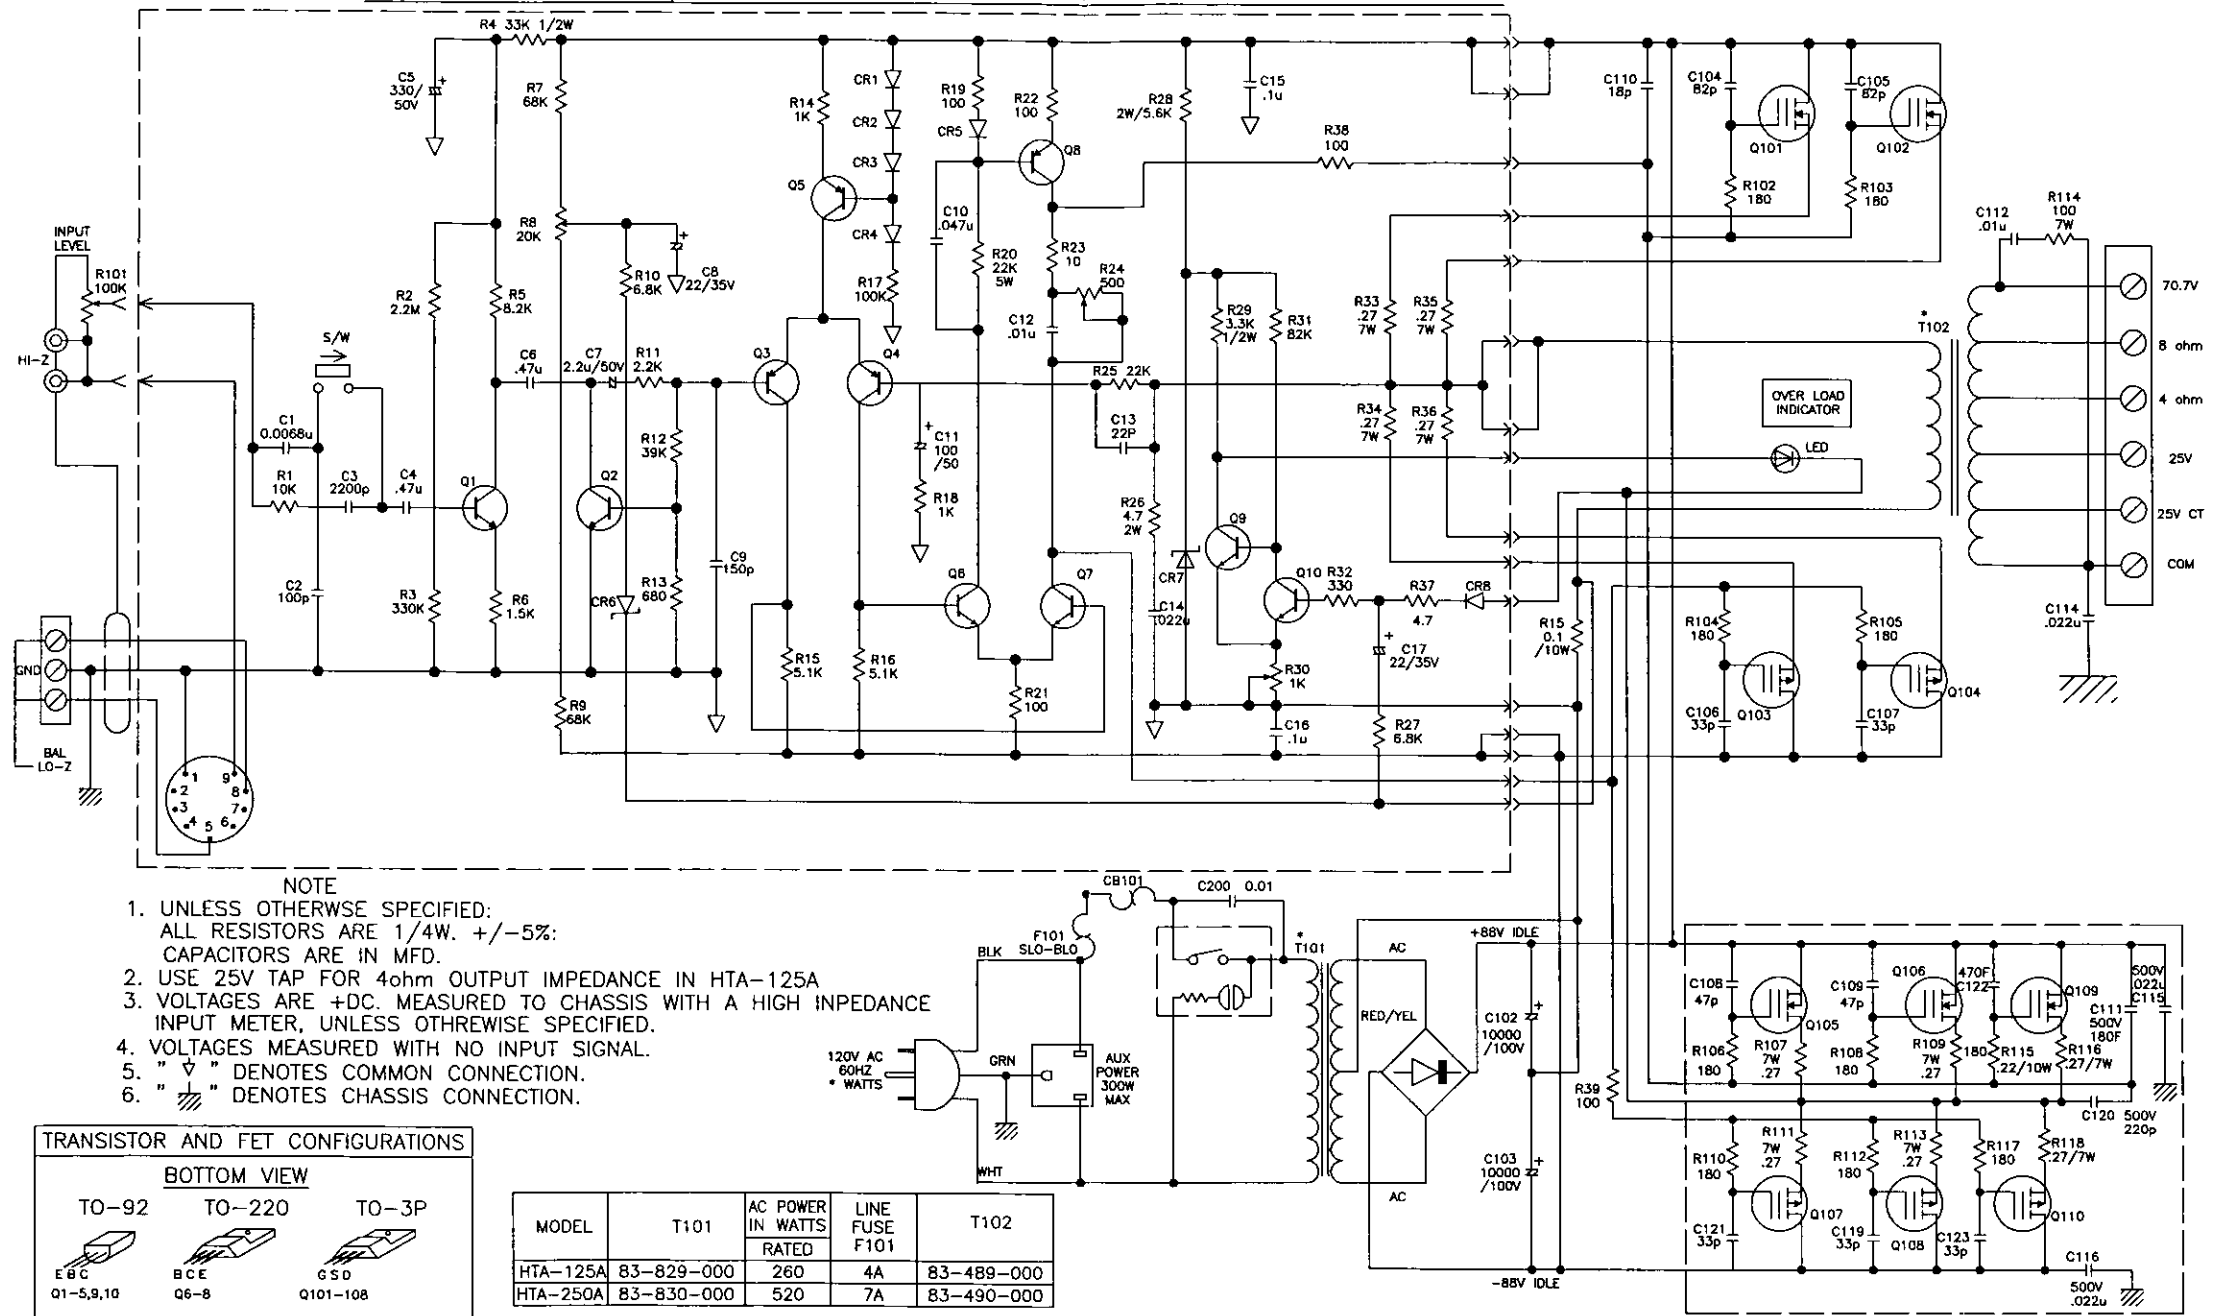 R4 33K 1/2W
C5
330/
50V
R7
68K
R14
1K
CR1
CR2
CR3
CR4
R19
100
CR5
R22
100
Q8
R28
2W/5.6K
C15
.1u
R38
100
C110
18p
C104
82p
C105
82p
Q101
Q102
R102
180
R103
180
C112
.01u
R114
100
7W
INPUT
LEVEL
R101
100K
HI-Z
R2
2.2M
R5
8.2K
R8
20K
R10
6.8K
C8
22/35V
Q5
R17
100K
C10
.047u
R20
22K
5W
R23
10
R24
500
C12
.01u
R29
3.3K
1/2W
R31
82K
R33
.27
7W
R35
.27
7W
*
T102
70.7V
8 ohm
4 ohm
25V
25V CT
COM
S/W
C6
.47u
C7
2.2u/50V
R11
2.2K
Q3
Q4
R25 22K
C13
22P
R34
.27
7W
R36
.27
7W
OVER LOAD
INDICATOR
LED
C1
0.0068u
R1
10K
C3
2200p
C4
.47u
Q1
Q2
R12
39K
C11
100
/50
R18
1K
R26
4.7
2W
Q9
C2
100p
R3
330K
R6
1.5K
CR6
R13
680
C9
150p
Q6
Q7
CR7
C14
.022u
Q10
R32
330
R37
4.7
CR8
R15
0.1
/10W
R104
180
R105
180
C114
.022u
GND
BAL
LO-Z
R9
68K
R15
5.1K
R16
5.1K
R21
100
R30
1K
C16
.1u
C17
22/35V
R27
6.8K
C106
33p
Q103
C107
33p
Q104
1 9
2 8
3 7
4 5 6
NOTE
1. UNLESS OTHERWSE SPECIFIED:
ALL RESISTORS ARE 1/4W. +/-5%:
CAPACITORS ARE IN MFD.
2. USE 25V TAP FOR 4ohm OUTPUT IMPEDANCE IN HTA-125A
3. VOLTAGES ARE +DC. MEASURED TO CHASSIS WITH A HIGH INPEDANCE
INPUT METER, UNLESS OTHREWISE SPECIFIED.
4. VOLTAGES MEASURED WITH NO INPUT SIGNAL.
5. " " DENOTES COMMON CONNECTION.
6. " " DENOTES CHASSIS CONNECTION.
CB101
C200 0.01
F101
SLO-BLO
BLK
*
T101
AC
+88V IDLE
RED/YEL
120V AC
60HZ
* WATTS
GRN
AUX
POWER
300W
MAX
WHT
C102
10000
/100V
C103
10000
/100V
AC
-88V IDLE
R39
100
C108
47p
Q105
C109
47p
Q106
470F
C122
Q109
500V
.022u
C115
C111
500V
180F
R106
180
R107
7W
.27
R108
180
R109
7W
.27
180
R115
.22/10W
R116
.27/7W
C120 500V
220p
R110
180
R111
7W
.27
R112
180
R113
7W
.27
R117
180
R118
.27/7W
C121
33p
Q107
C119
33p
Q108
C123
33p
Q110
C116
500V
.022u
TRANSISTOR AND FET CONFIGURATIONS
BOTTOM VIEW
TO-92 TO-220 TO-3P
EBC BCE GSD
Q1-5,9,10 Q6-8 Q101-108
MODEL T101 AC POWER IN WATTS RATED LINE FUSE F101 T102
HTA-125A 83-829-000 260 4A 83-489-000
HTA-250A 83-830-000 520 7A 83-490-000